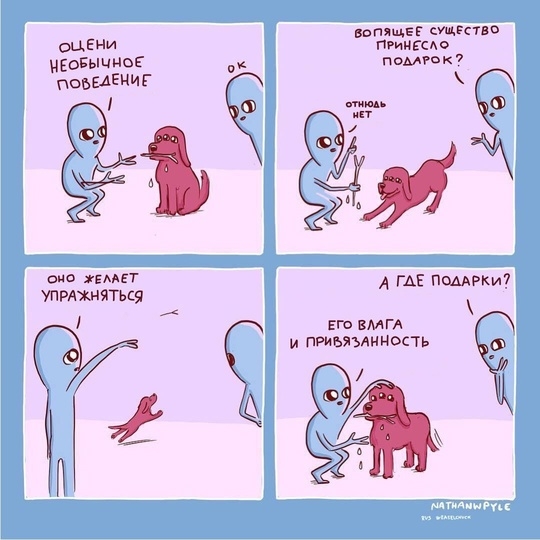 ОЦЕНИ
НЕОБЫЧНОЕ
ПОВЕДЕНИЕ
ОК
ВОПЯЩЕЕ СУЩЕСТВО
ПРИНЕСЛО
ПОДАРОК?
ОТНЮДЬ
НЕТ
ОНО ЖЕЛАЕТ
УПРАЖНЯТЬСЯ
А ГДЕ ПОДАРКИ?
ЕГО ВЛАГА
И ПРИВЯЗАННОСТЬ
NATHANWPYLE